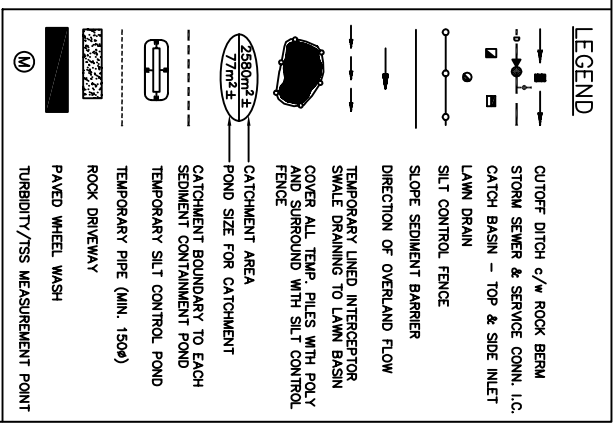 LEGEND
CUTOFF DITCH c/w ROCK BERM
STORM SEWER & SERVICE CONN. I.C.
CATCH BASIN – TOP & SIDE INLET
LAWN DRAIN
SILT CONTROL FENCE
SLOPE SEDIMENT BARRIER
DIRECTION OF OVERLAND FLOW
TEMPORARY LINED INTERCEPTOR
SWALE DRAINING TO LAWN BASIN
COVER ALL TEMP. PILES WITH POLY
AND SURROUND WITH SILT CONTROL
FENCE
2580m² ±
77m² ±
CATCHMENT AREA
POND SIZE FOR CATCHMENT
CATCHMENT BOUNDARY TO EACH
SEDIMENT CONTAINMENT POND
TEMPORARY SILT CONTROL POND
TEMPORARY PIPE (MIN. 150ø)
ROCK DRIVEWAY
PAVED WHEEL WASH
M
TURBIDITY/TSS MEASUREMENT POINT